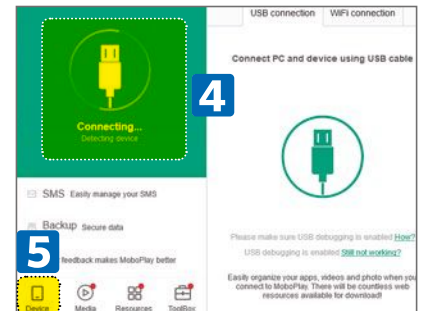 USB connection
WiFi connection
Connect PC and device using USB cable
4
Connecting...
Detecting device
SMS Easily manage your SMS
Backup Secure data
5
feedback makes MoboPlay better
Please make sure USB debugging is enabled How?
USB debugging is enabled Still not working?
Easily organize your apps, videos and photo when you
connect to MoboPlay. There will be countless web
resources available for download!
Device
Media
Resources
ToolBox